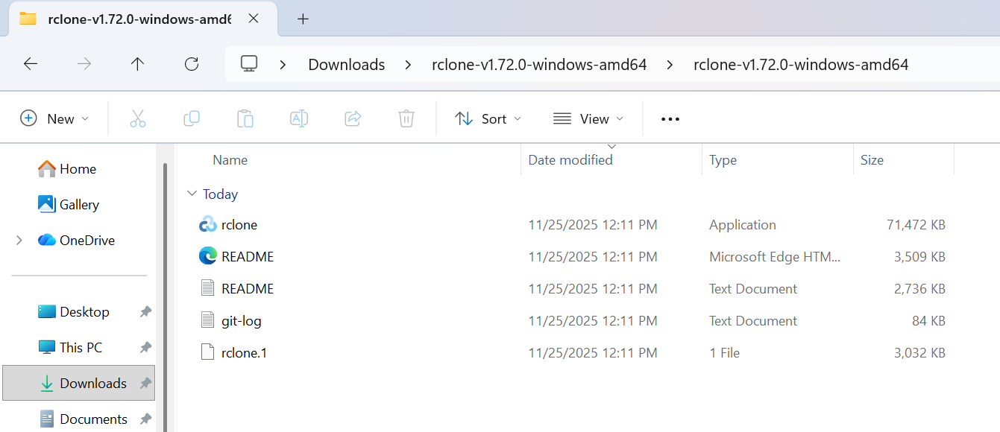 rclone-v1.72.0-windows-amd6
Downloads rclone-v1.72.0-windows-amd64 rclone-v1.72.0-windows-amd64
New Sort View
Name Date modified Type Size
Home
Gallery
OneDrive
Desktop
This PC
Downloads
Documents
Today
rclone 11/25/2025 12:11 PM Application 71,472 KB
README 11/25/2025 12:11 PM Microsoft Edge HTM... 3,509 KB
README 11/25/2025 12:11 PM Text Document 2,736 KB
git-log 11/25/2025 12:11 PM Text Document 84 KB
rclone.1 11/25/2025 12:11 PM 1 File 3,032 KB